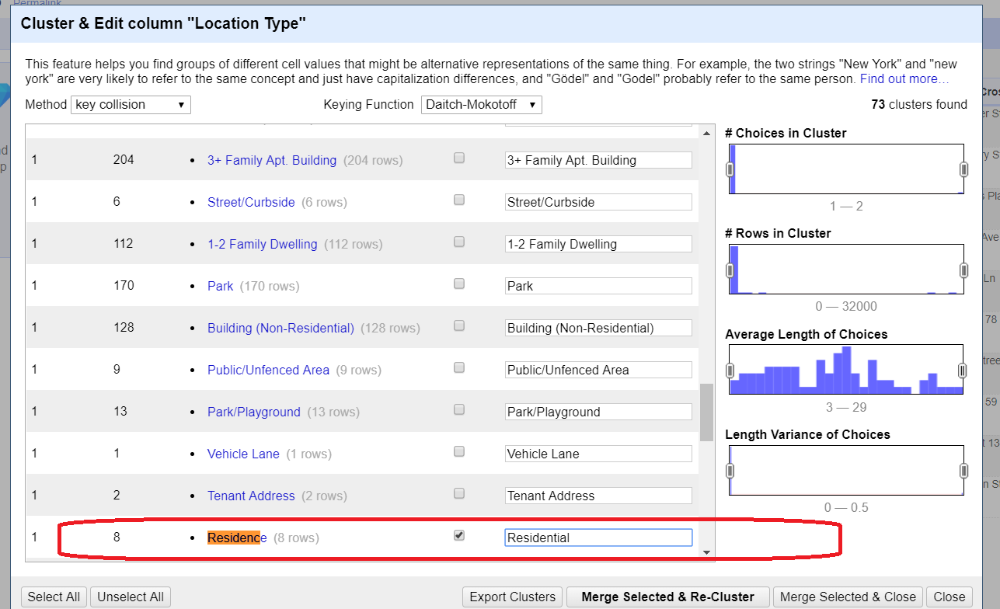 Permalink
Cluster & Edit column "Location Type"
This feature helps you find groups of different cell values that might be alternative representations of the same thing. For example, the two strings "New York" and "new
york" are very likely to refer to the same concept and just have capitalization differences, and "Gödel" and "Godel" probably refer to the same person. Find out more…
Method key collision Keying Function Daitch-Mokotoff 73 clusters found
1 204 • 3+ Family Apt. Building (204 rows) 3+ Family Apt. Building
1 6 • Street/Curbside (6 rows) Street/Curbside
1 112 • 1-2 Family Dwelling (112 rows) 1-2 Family Dwelling
1 170 • Park (170 rows) Park
1 128 • Building (Non-Residential) (128 rows) Building (Non-Residential)
1 9 • Public/Unfenced Area (9 rows) Public/Unfenced Area
1 13 • Park/Playground (13 rows) Park/Playground
1 1 • Vehicle Lane (1 rows) Vehicle Lane
1 2 • Tenant Address (2 rows) Tenant Address
1 8 • Residence (8 rows) Residential
# Choices in Cluster
1 — 2
# Rows in Cluster
0 — 32000
Average Length of Choices
3 — 29
Length Variance of Choices
0 — 0.5
Select All Unselect All Export Clusters Merge Selected & Re-Cluster Merge Selected & Close Close